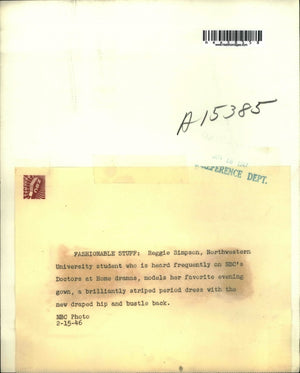 A15385
REFERENCE DEPT.
FASHIONABLE STUFF: Reggie Simpson, Northwestern
University student who is heard frequently on NBC's
Doctors at Home dramas, models her favorite evening
gown, a brilliantly striped period dress with the
new draped hip and bustle back.
NBC Photo
2-15-46